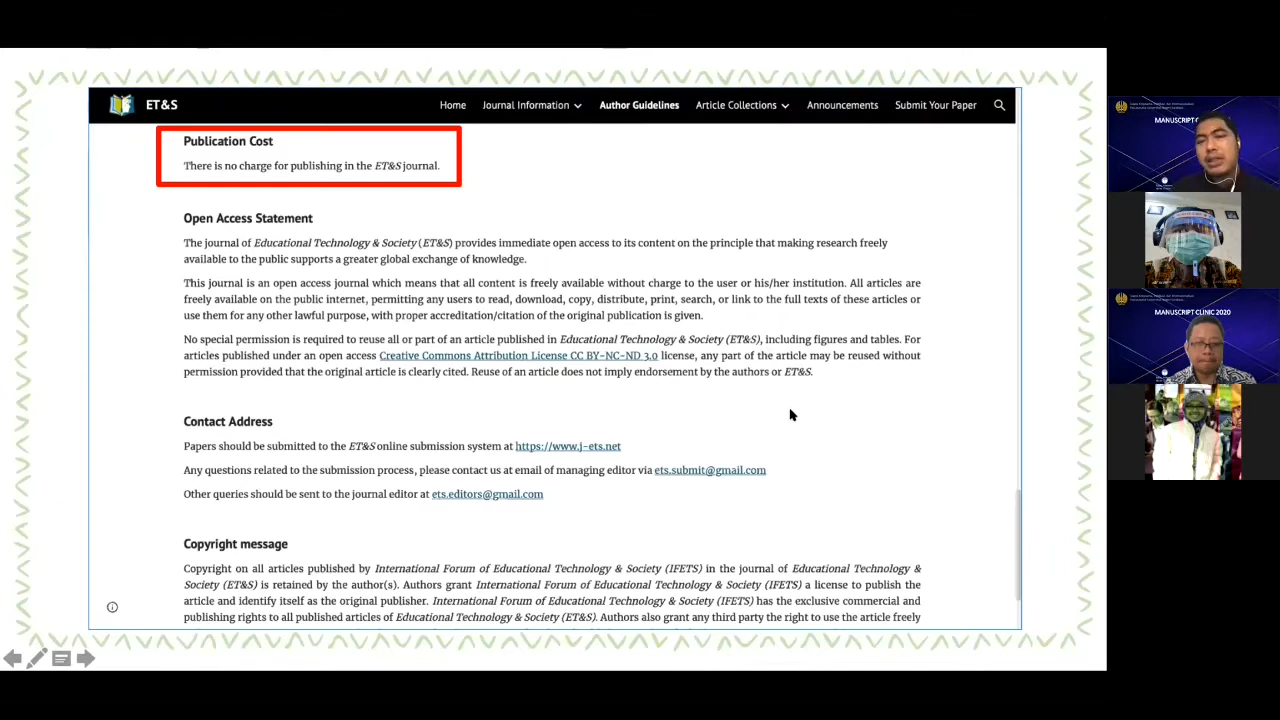 ET&S
Home Journal Information Author Guidelines Article Collections Announcements Submit Your Paper
Publication Cost
There is no charge for publishing in the ET&S journal.
Open Access Statement
The journal of Educational Technology & Society (ET&S) provides immediate open access to its content on the principle that making research freely
available to the public supports a greater global exchange of knowledge.
This journal is an open access journal which means that all content is freely available without charge to the user or his/her institution. All articles are
freely available on the public internet, permitting any users to read, download, copy, distribute, print, search, or link to the full texts of these articles or
use them for any other lawful purpose, with proper accreditation/citation of the original publication is given.
No special permission is required to reuse all or part of an article published in Educational Technology & Society (ET&S), including figures and tables. For
articles published under an open access Creative Commons Attribution License CC BY-NC-ND 3.0 license, any part of the article may be reused without
permission provided that the original article is clearly cited. Reuse of an article does not imply endorsement by the authors or ET&S.
Contact Address
Papers should be submitted to the ET&S online submission system at https://www.j-ets.net
Any questions related to the submission process, please contact us at email of managing editor via ets.submit@gmail.com
Other queries should be sent to the journal editor at ets.editors@gmail.com
Copyright message
Copyright on all articles published by International Forum of Educational Technology & Society (IFETS) in the journal of Educational Technology &
Society (ET&S) is retained by the author(s). Authors grant International Forum of Educational Technology & Society (IFETS) a license to publish the
article and identify itself as the original publisher. International Forum of Educational Technology & Society (IFETS) has the exclusive commercial and
publishing rights to all published articles of Educational Technology & Society (ET&S). Authors also grant any third party the right to use the article freely
MANUSCRIPT C
MANUSCRIPT CLINIC 2020